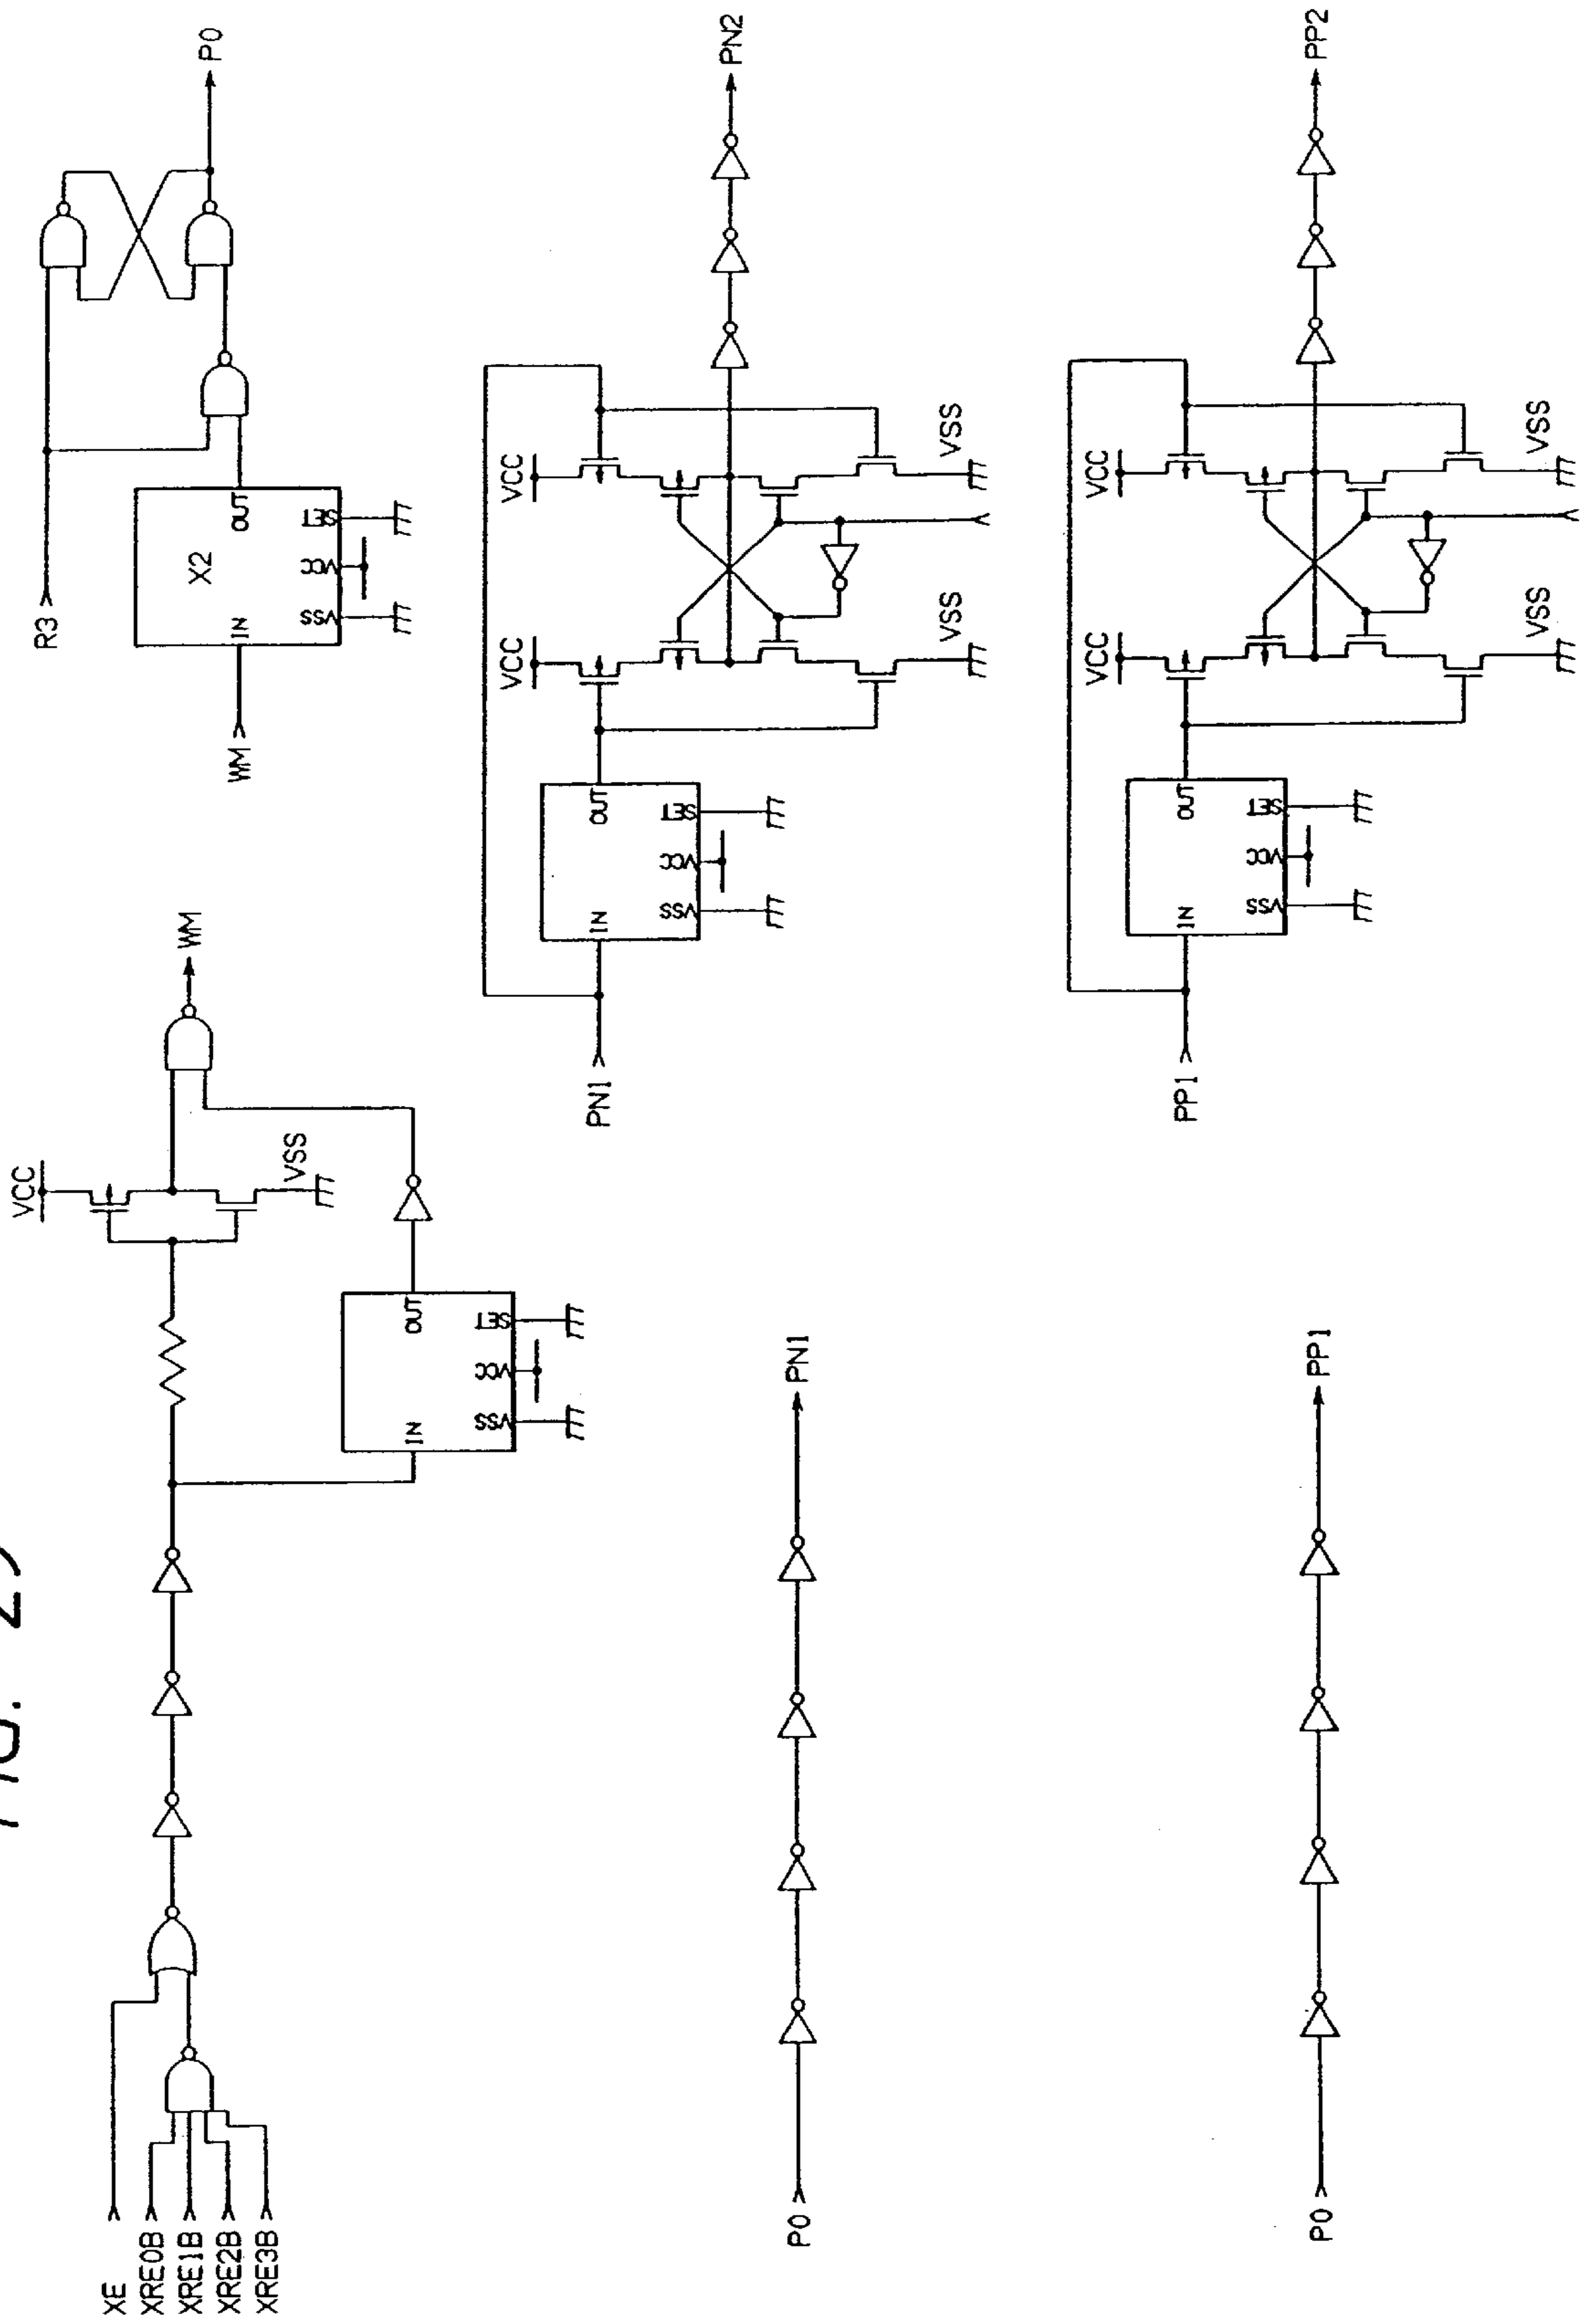 FIG. 29
XE
XRE0B
XRE1B
XRE2B
XRE3B
VCC
VSS
WM
IN
OUT
VSS
VCC
SET
R3
WM
X2
IN
OUT
VSS
VCC
SET
P0
P0
PN1
PN1
IN
OUT
VSS
VCC
SET
VCC
VCC
VSS
VSS
PN2
P0
PP1
PP1
IN
OUT
VSS
VCC
SET
VCC
VCC
VSS
VSS
PP2